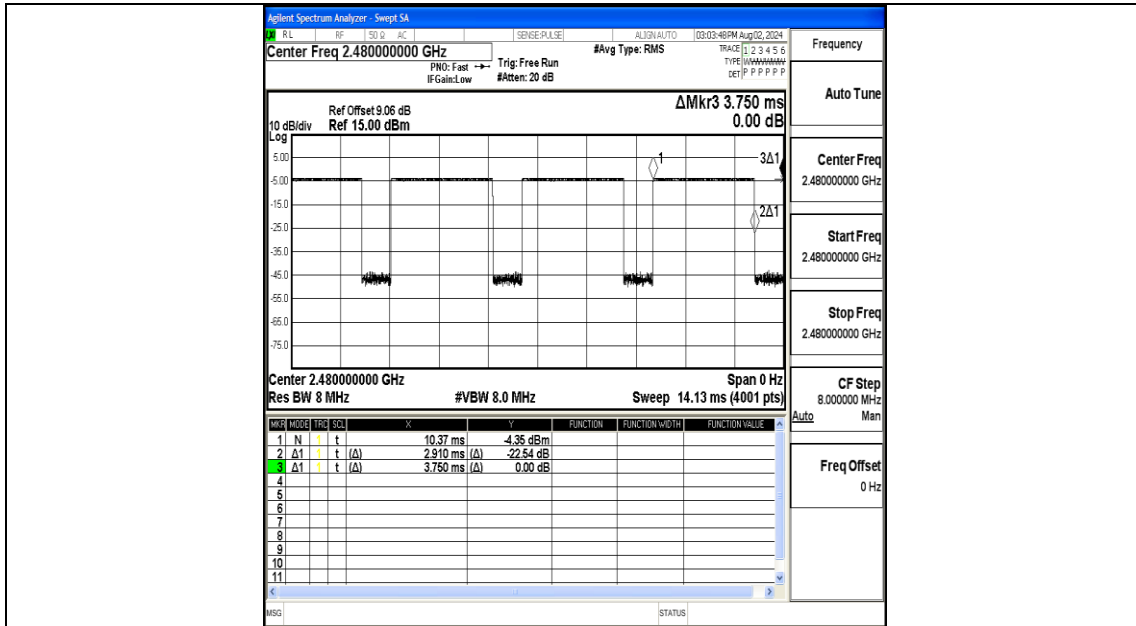 Agilent Spectrum Analyzer - Swept SA
RL RF 50 Ω AC SENSE:PULSE ALIGN AUTO 03:03:48 PM Aug 02, 2024
Center Freq 2.480000000 GHz
#Avg Type: RMS
TRACE 1 2 3 4 5 6
TYPE
DET P P P P P P
PNO: Fast
IFGain:Low
Trig: Free Run
#Atten: 20 dB
ΔMkr3 3.750 ms
0.00 dB
Ref Offset 9.06 dB
Ref 15.00 dBm
10 dB/div
Log
5.00
-5.00
-15.0
-25.0
-35.0
-45.0
-55.0
-65.0
-75.0
1
3Δ1
2Δ1
Center 2.480000000 GHz Span 0 Hz
Res BW 8 MHz #VBW 8.0 MHz Sweep 14.13 ms (4001 pts)
MKR MODE TRC SCL X Y FUNCTION FUNCTION WIDTH FUNCTION VALUE
1 N 1 t 10.37 ms -4.35 dBm
2 Δ1 1 t (Δ) 2.910 ms (Δ) -22.54 dB
3 Δ1 1 t (Δ) 3.750 ms (Δ) 0.00 dB
4
5
6
7
8
9
10
11
MSG STATUS
Frequency
Auto Tune
Center Freq
2.480000000 GHz
Start Freq
2.480000000 GHz
Stop Freq
2.480000000 GHz
CF Step
8.000000 MHz
Auto Man
Freq Offset
0 Hz